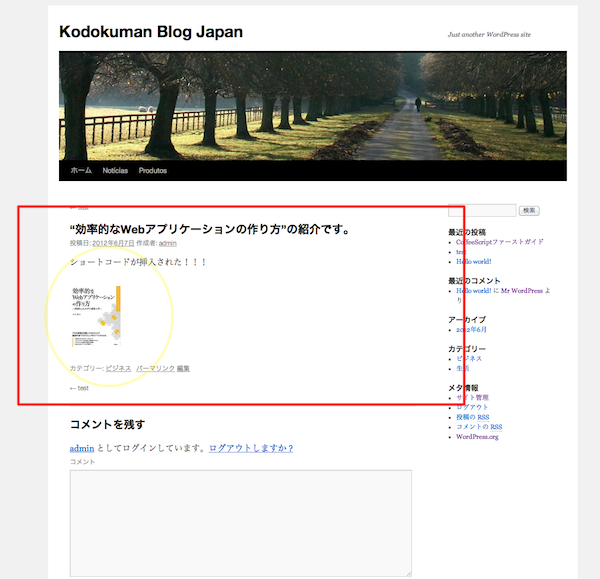 Kodokuman Blog Japan
Just another WordPress site
ホーム Notícias Produtos
検索
“効率的なWebアプリケーションの作り方”の紹介です。
投稿日: 2012年6月7日 作成者: admin
ショートコードが挿入された！！！
効率的な
Webアプリケーション
の作り方
カテゴリー: ビジネス パーマリンク 編集
← test
コメントを残す
admin としてログインしています。ログアウトしますか ?
コメント
最近の投稿
CoffeeScriptファーストガイド
test
Hello world!
最近のコメント
Hello world! に Mr WordPress よ
り
アーカイブ
2012年6月
カテゴリー
ビジネス
生活
メタ情報
サイト管理
ログアウト
投稿の RSS
コメントの RSS
WordPress.org